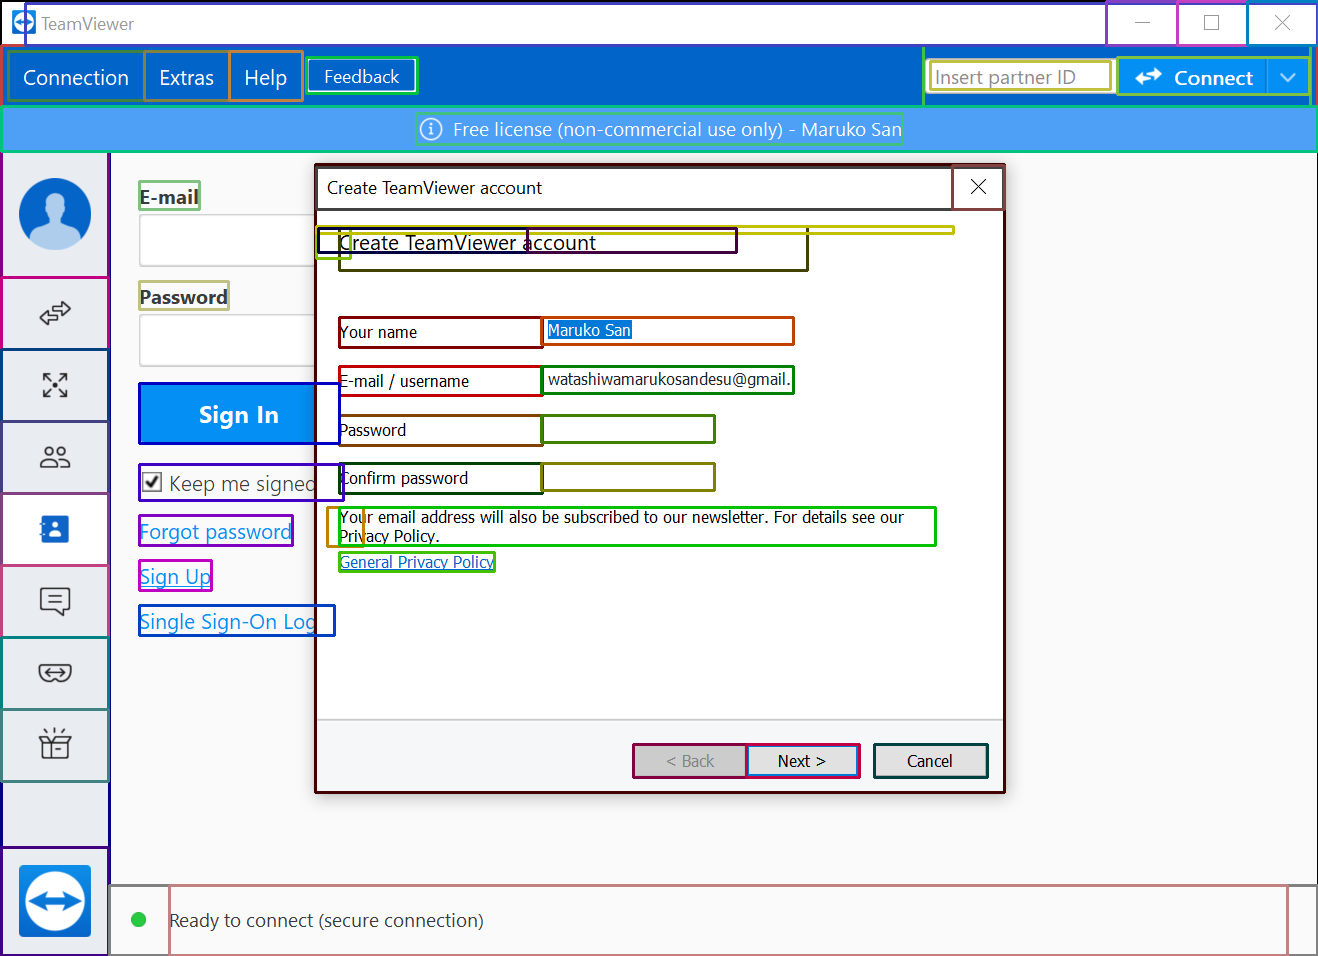 TeamViewer
Connection Extras Help Feedback
Insert partner ID Connect
Free license (non-commercial use only) - Maruko San
E-mail
Password
Sign In
Keep me signed
Forgot password
Sign Up
Single Sign-On Log
Create TeamViewer account
Create TeamViewer account
Your name Maruko San
E-mail / username watashiwamarukosandesu@gmail.
Password
Confirm password
Your email address will also be subscribed to our newsletter. For details see our
Privacy Policy.
General Privacy Policy
< Back Next > Cancel
Ready to connect (secure connection)